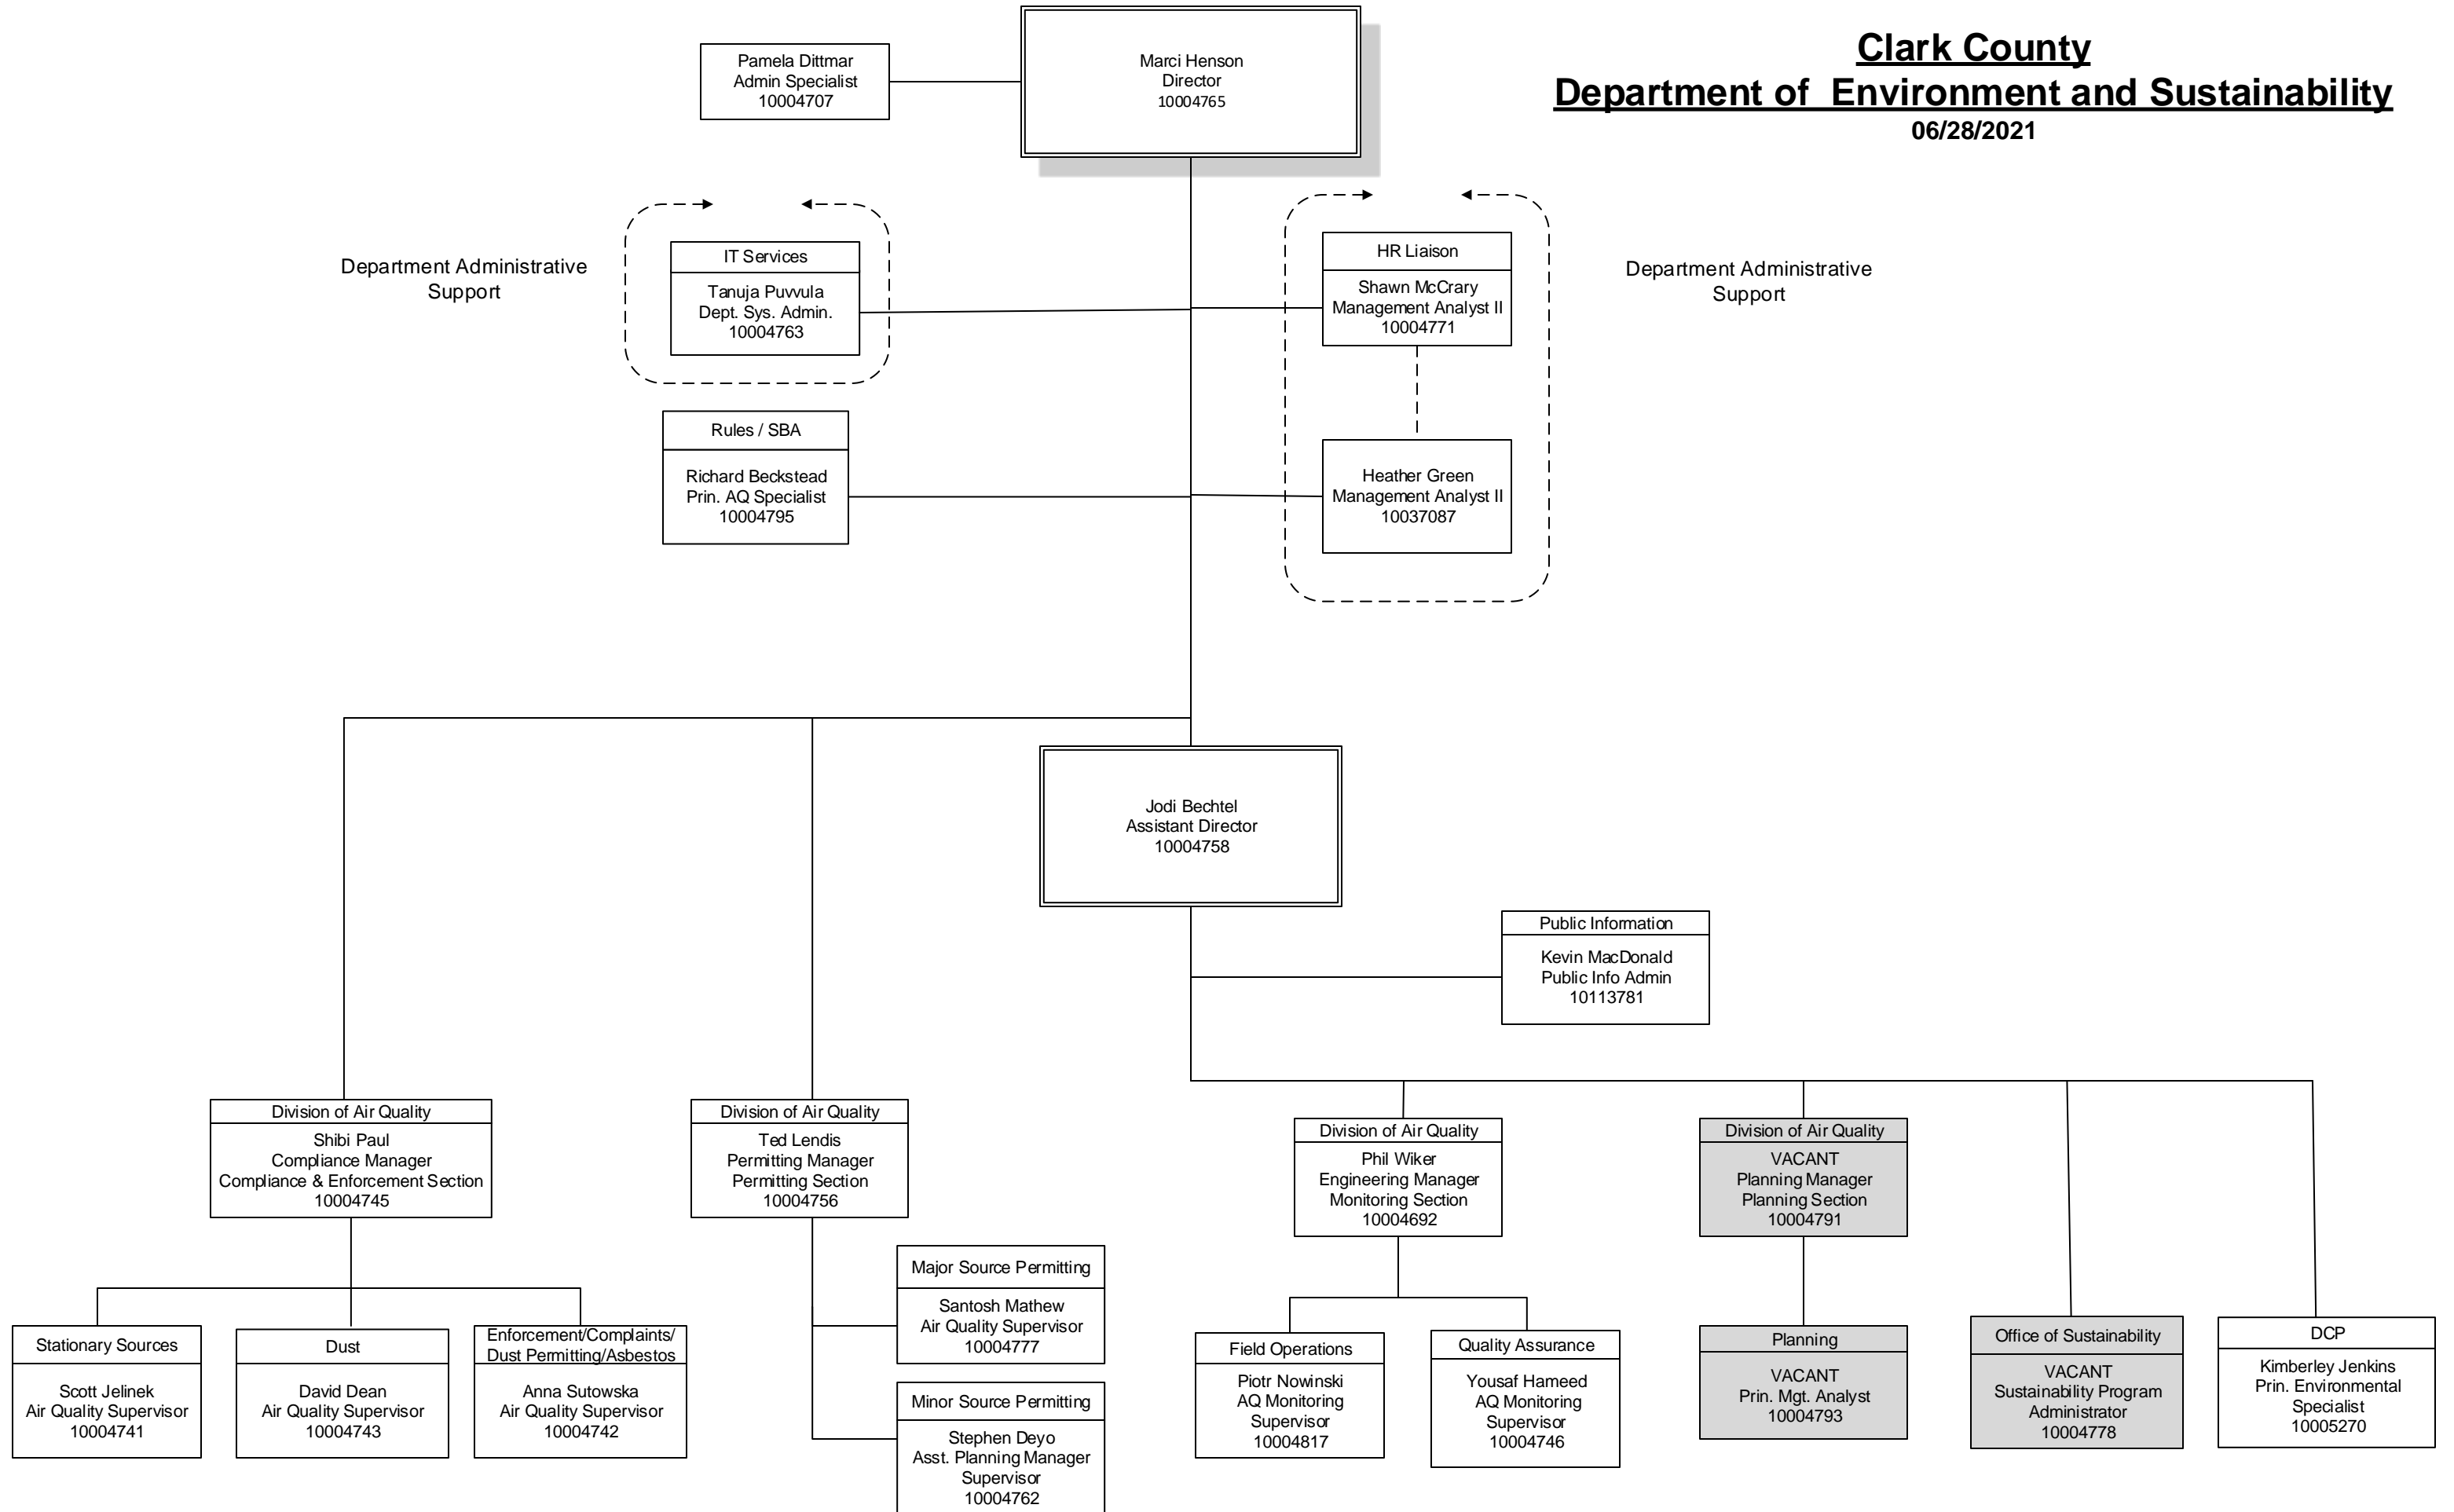 Clark County
Department of Environment and Sustainability
06/28/2021
Pamela Dittmar
Admin Specialist
10004707
Marci Henson
Director
10004765
Department Administrative
Support
IT Services
Tanuja Puvvula
Dept. Sys. Admin.
10004763
HR Liaison
Shawn McCrary
Management Analyst II
10004771
Department Administrative
Support
Rules / SBA
Richard Beckstead
Prin. AQ Specialist
10004795
Heather Green
Management Analyst II
10037087
Jodi Bechtel
Assistant Director
10004758
Public Information
Kevin MacDonald
Public Info Admin
10113781
Division of Air Quality
Shibi Paul
Compliance Manager
Compliance & Enforcement Section
10004745
Division of Air Quality
Ted Lendis
Permitting Manager
Permitting Section
10004756
Division of Air Quality
Phil Wiker
Engineering Manager
Monitoring Section
10004692
Division of Air Quality
VACANT
Planning Manager
Planning Section
10004791
Stationary Sources
Scott Jelinek
Air Quality Supervisor
10004741
Dust
David Dean
Air Quality Supervisor
10004743
Enforcement/Complaints/
Dust Permitting/Asbestos
Anna Sutowska
Air Quality Supervisor
10004742
Major Source Permitting
Santosh Mathew
Air Quality Supervisor
10004777
Minor Source Permitting
Stephen Deyo
Asst. Planning Manager
Supervisor
10004762
Field Operations
Piotr Nowinski
AQ Monitoring
Supervisor
10004817
Quality Assurance
Yousaf Hameed
AQ Monitoring
Supervisor
10004746
Planning
VACANT
Prin. Mgt. Analyst
10004793
Office of Sustainability
VACANT
Sustainability Program
Administrator
10004778
DCP
Kimberley Jenkins
Prin. Environmental
Specialist
10005270